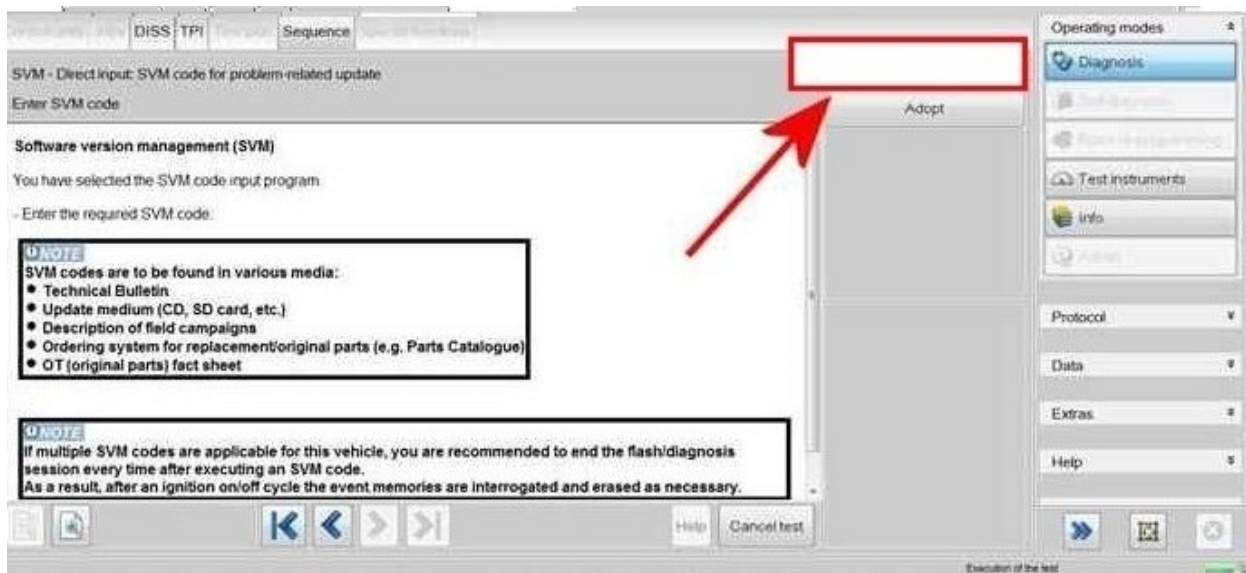 DISS TPI Sequence
Operating modes
SVM - Direct input: SVM code for problem-related update
Diagnosis
Enter SVM code
Adopt
Software version management (SVM)
You have selected the SVM code input program
Test instruments
- Enter the required SVM code:
Info
NOTE
SVM codes are to be found in various media:
● Technical Bulletin
● Update medium (CD, SD card, etc.)
● Description of field campaigns
Protocol
● Ordering system for replacement/original parts (e.g. Parts Catalogue)
● OT (original parts) fact sheet
Data
Extras
NOTE
If multiple SVM codes are applicable for this vehicle, you are recommended to end the flash/diagnosis
session every time after executing an SVM code.
Help
As a result, after an ignition on/off cycle the event memories are interrogated and erased as necessary.
Help Cancel test
Execution of the test